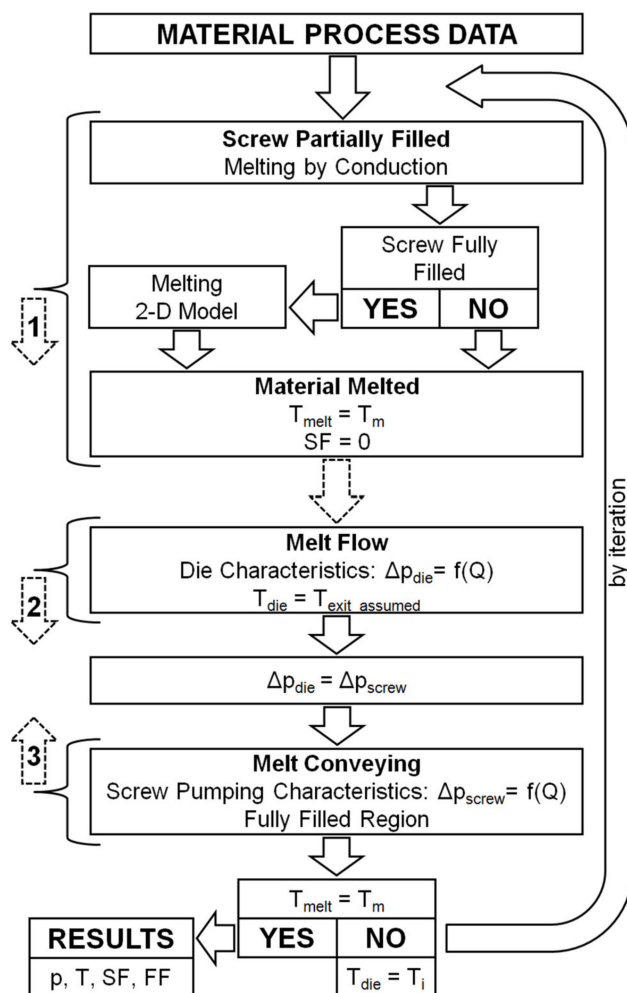 MATERIAL PROCESS DATA
Screw Partially Filled
Melting by Conduction
Screw Fully
Filled
YES NO
Melting
2-D Model
1
Material Melted
T_melt = T_m
SF = 0
Melt Flow
Die Characteristics: Δp_die = f(Q)
T_die = T_exit assumed
2
Δp_die = Δp_screw
3
Melt Conveying
Screw Pumping Characteristics: Δp_screw = f(Q)
Fully Filled Region
T_melt = T_m
YES NO
T_die = T_i
RESULTS
p, T, SF, FF
by iteration